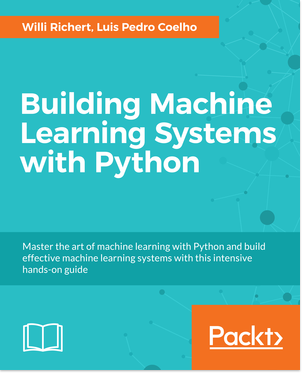 Willi Richert, Luis Pedro Coelho
Building Machine
Learning Systems
with Python
Master the art of machine learning with Python and build
effective machine learning systems with this intensive
hands-on guide
Packt>